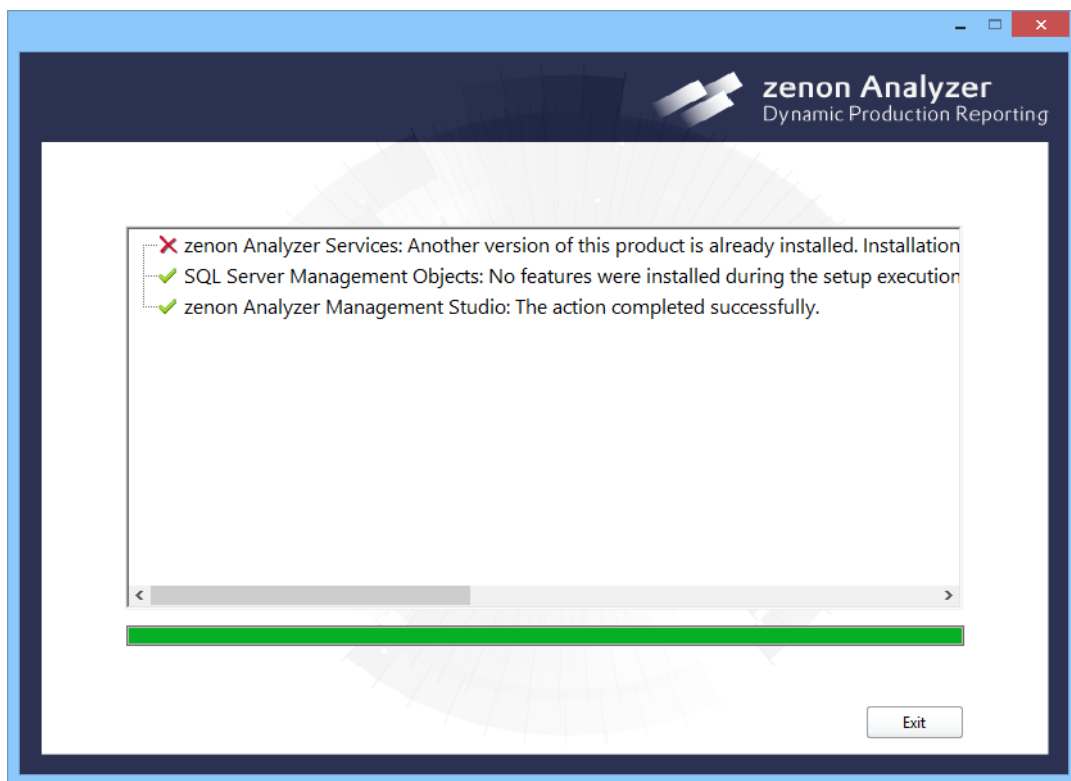 zenon Analyzer
Dynamic Production Reporting
zenon Analyzer Services: Another version of this product is already installed. Installation
SQL Server Management Objects: No features were installed during the setup execution
zenon Analyzer Management Studio: The action completed successfully.
Exit